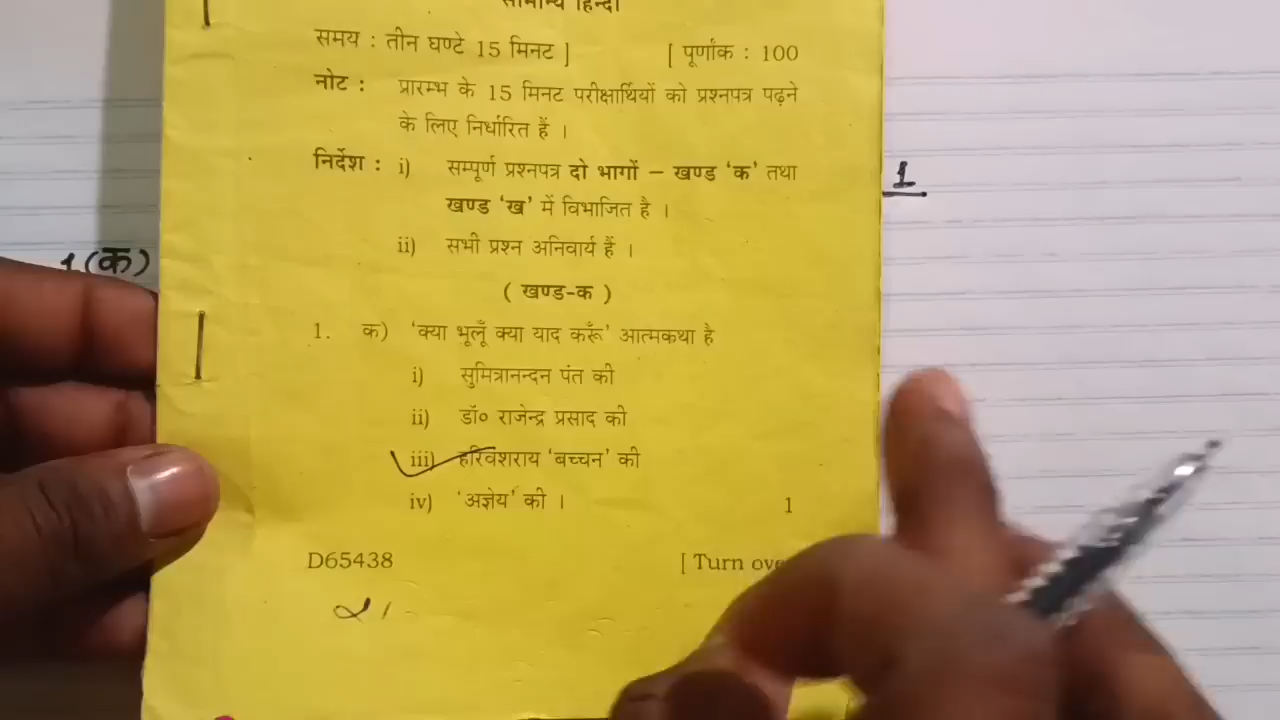 सामान्य हिन्दी
समय : तीन घण्टे 15 मिनट ] [ पूर्णांक : 100
नोट : प्रारम्भ के 15 मिनट परीक्षार्थियों को प्रश्नपत्र पढ़ने
के लिए निर्धारित हैं ।
निर्देश : i) सम्पूर्ण प्रश्नपत्र दो भागों – खण्ड 'क' तथा
खण्ड 'ख' में विभाजित है ।
ii) सभी प्रश्न अनिवार्य हैं ।
( खण्ड-क )
1. क) 'क्या भूलूँ क्या याद करूँ' आत्मकथा है
i) सुमित्रानन्दन पंत की
ii) डॉ० राजेन्द्र प्रसाद की
iii) हरिवंशराय 'बच्चन' की
iv) 'अज्ञेय' की । 1
D65438 [ Turn
1(क)
1